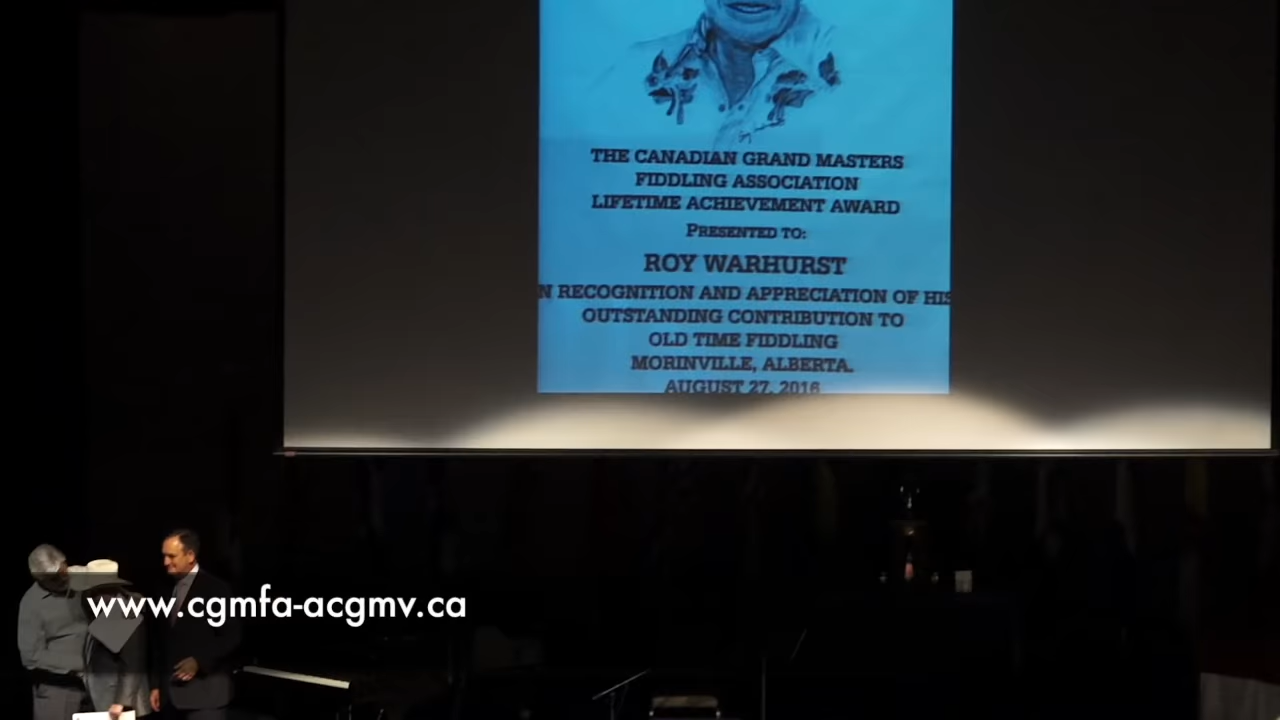 THE CANADIAN GRAND MASTERS
FIDDLING ASSOCIATION
LIFETIME ACHIEVEMENT AWARD
PRESENTED TO:
ROY WARHURST
N RECOGNITION AND APPRECIATION OF HIS
OUTSTANDING CONTRIBUTION TO
OLD TIME FIDDLING
MORINVILLE, ALBERTA.
AUGUST 27, 2016
www.cgmfa-acgmv.ca